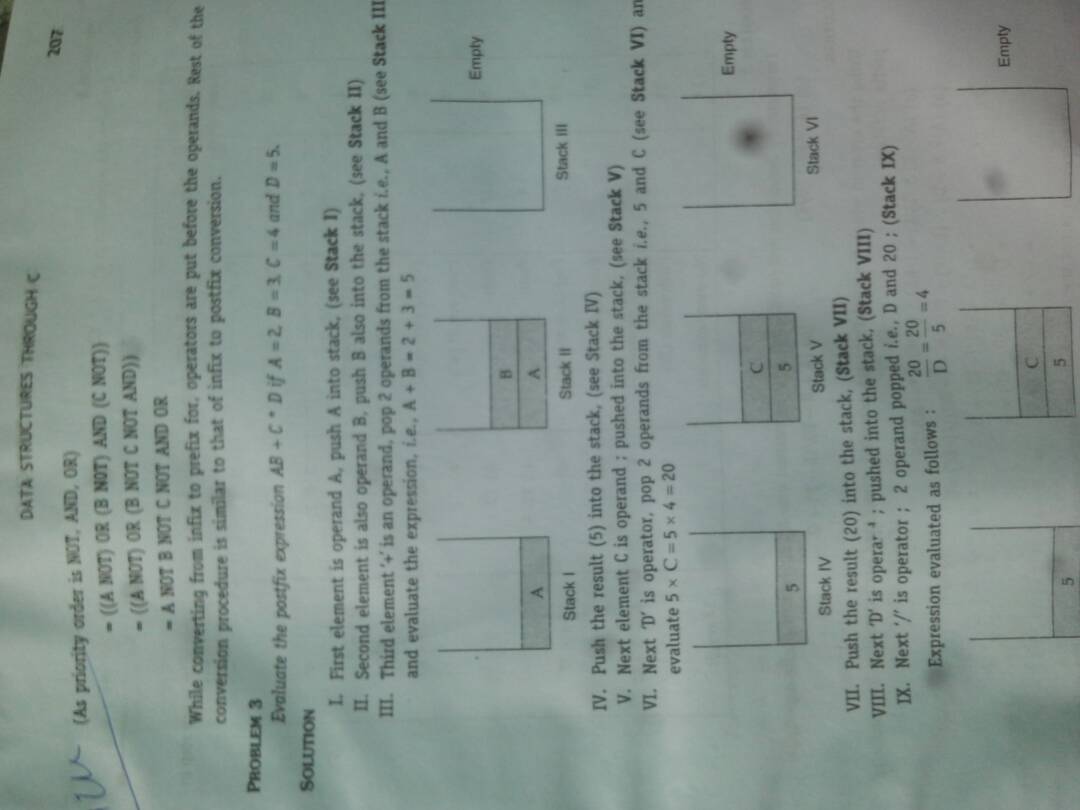 DATA STRUCTURES THROUGH C 207
(As priority order is NOT, AND, OR)
= ((A NOT) OR (B NOT) AND (C NOT))
= ((A NOT) OR (B NOT C NOT AND))
= A NOT B NOT C NOT AND OR
While converting from infix to prefix for, operators are put before the operands. Rest of the
conversion procedure is similar to that of infix to postfix conversion.
PROBLEM 3
Evaluate the postfix expression AB + C * D if A = 2, B = 3, C = 4 and D = 5.
SOLUTION
I. First element is operand A, push A into stack, (see Stack I)
II. Second element is also operand B, push B also into the stack, (see Stack II)
III. Third element '+' is an operand, pop 2 operands from the stack i.e., A and B (see Stack III
and evaluate the expression, i.e., A + B = 2 + 3 = 5
A
B
A
Empty
Stack I
Stack II
Stack III
IV. Push the result (5) into the stack, (see Stack IV)
V. Next element C is operand ; pushed into the stack, (see Stack V)
VI. Next 'D' is operator, pop 2 operands from the stack i.e., 5 and C (see Stack VI) an
evaluate 5 × C = 5 × 4 = 20
5
C
5
Empty
Stack IV
Stack V
Stack VI
VII. Push the result (20) into the stack, (Stack VII)
VIII. Next 'D' is opera ; pushed into the stack, (Stack VIII)
IX. Next '/' is operator ; 2 operand popped i.e., D and 20 ; (Stack IX)
Expression evaluated as follows : 20/D = 20/5 = 4
5
C
5
Empty